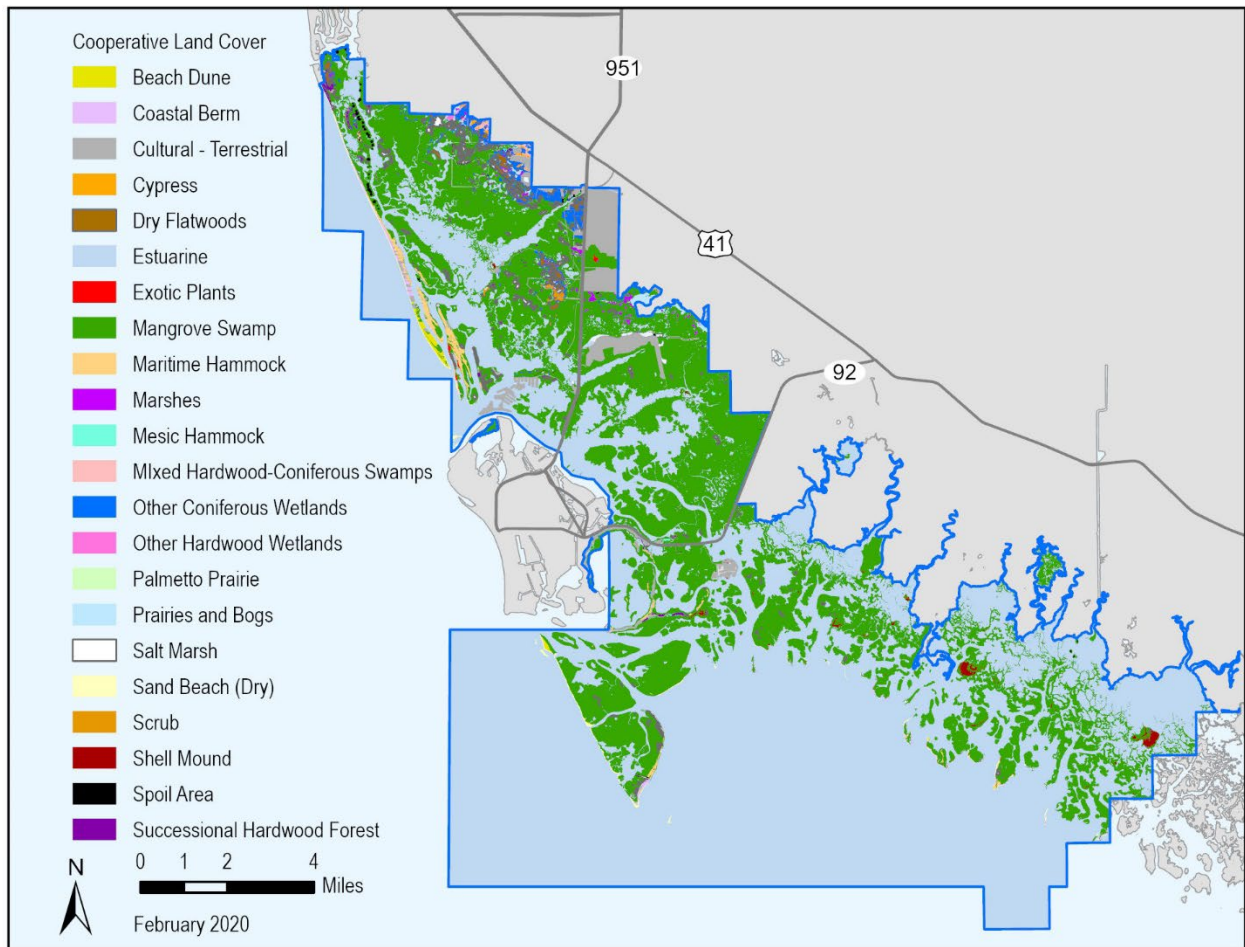 Cooperative Land Cover
Beach Dune
Coastal Berm
Cultural - Terrestrial
Cypress
Dry Flatwoods
Estuarine
Exotic Plants
Mangrove Swamp
Maritime Hammock
Marshes
Mesic Hammock
MIxed Hardwood-Coniferous Swamps
Other Coniferous Wetlands
Other Hardwood Wetlands
Palmetto Prairie
Prairies and Bogs
Salt Marsh
Sand Beach (Dry)
Scrub
Shell Mound
Spoil Area
Successional Hardwood Forest
N
0 1 2 4
Miles
February 2020
951
41
92